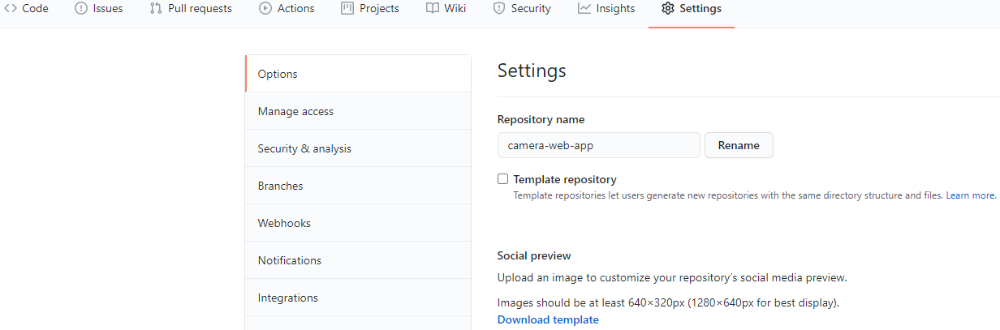 Code Issues Pull requests Actions Projects Wiki Security Insights Settings
Options
Manage access
Security & analysis
Branches
Webhooks
Notifications
Integrations
Settings
Repository name
camera-web-app Rename
Template repository
Template repositories let users generate new repositories with the same directory structure and files. Learn more.
Social preview
Upload an image to customize your repository’s social media preview.
Images should be at least 640×320px (1280×640px for best display).
Download template